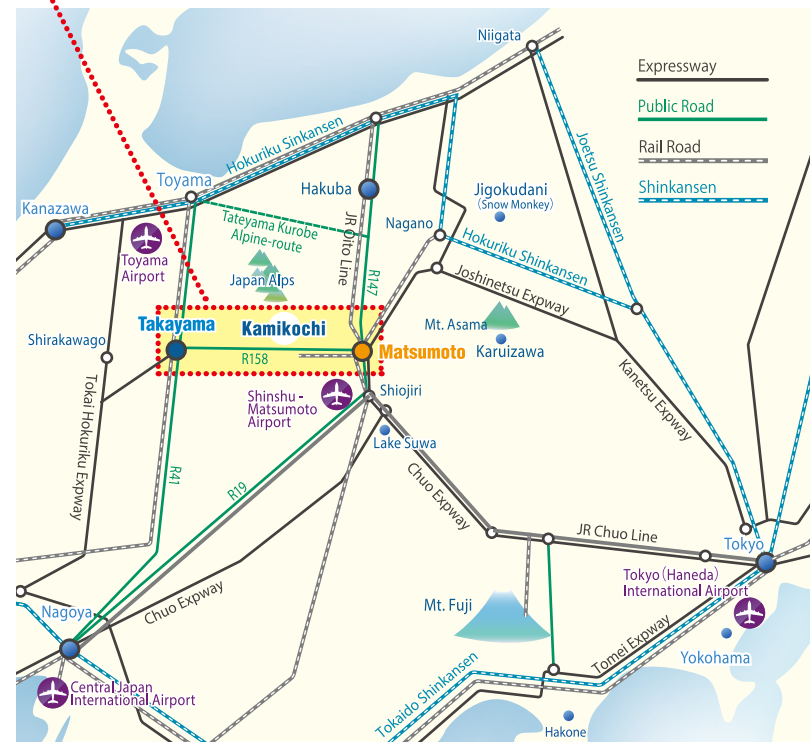 Niigata
Expressway
Public Road
Rail Road
Shinkansen
Hokuriku Sinkansen
Joetsu Shinkansen
Toyama
Hakuba
Jigokudani
(Snow Monkey)
Kanazawa
Tateyama Kurobe
Alpine-route
JR Oito Line
Nagano
Toyama
Airport
Japan Alps
R147
Hokuriku Shinkansen
Joshinetsu Expway
Takayama
Kamikochi
Mt. Asama
Shirakawago
R158
Matsumoto
Karuizawa
Kanetsu Expway
Tokai Hokuriku Expway
Shinshu -
Matsumoto
Airport
Shiojiri
Lake Suwa
R41
R19
Chuo Expway
JR Chuo Line
Tokyo
Tokyo (Haneda)
International Airport
Nagoya
Chuo Expway
Mt. Fuji
Tomei Expway
Yokohama
Central Japan
International Airport
Tokaido Shinkansen
Hakone